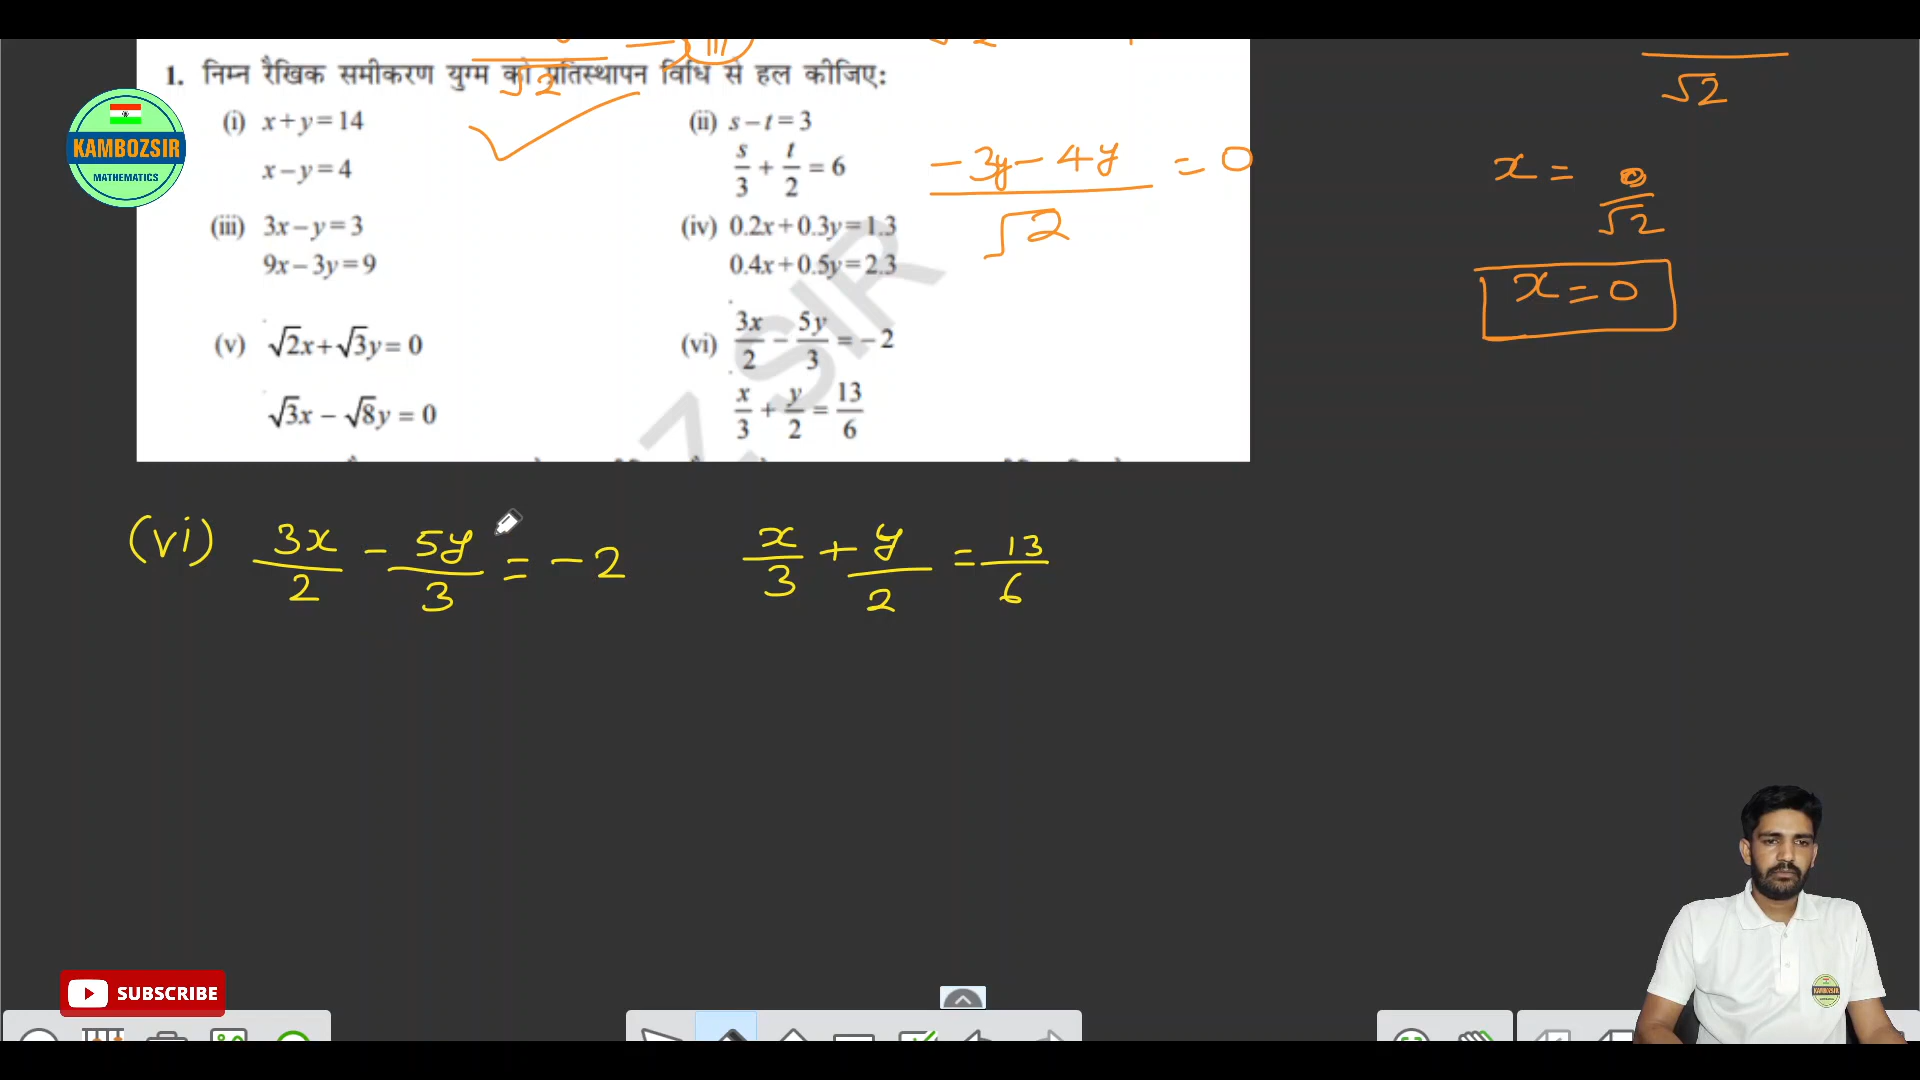 1. निम्न रैखिक समीकरण युग्म को प्रतिस्थापन विधि से हल कीजिए:
(i) x+y=14
x−y=4
(ii) s−t=3
s/3 + t/2 = 6
(iii) 3x−y=3
9x−3y=9
(iv) 0.2x+0.3y=1.3
0.4x+0.5y=2.3
(v) √2x+√3y=0
√3x − √8y = 0
(vi) 3x/2 − 5y/3 = −2
x/3 + y/2 = 13/6
√2
(−3y−4y)/√2 = 0
√2
x = 0/√2
x=0
(vi) 3x/2 − 5y/3 = −2
x/3 + y/2 = 13/6
KAMBOZSIR
MATHEMATICS
Z SIR
SUBSCRIBE
KAMBOZSIR